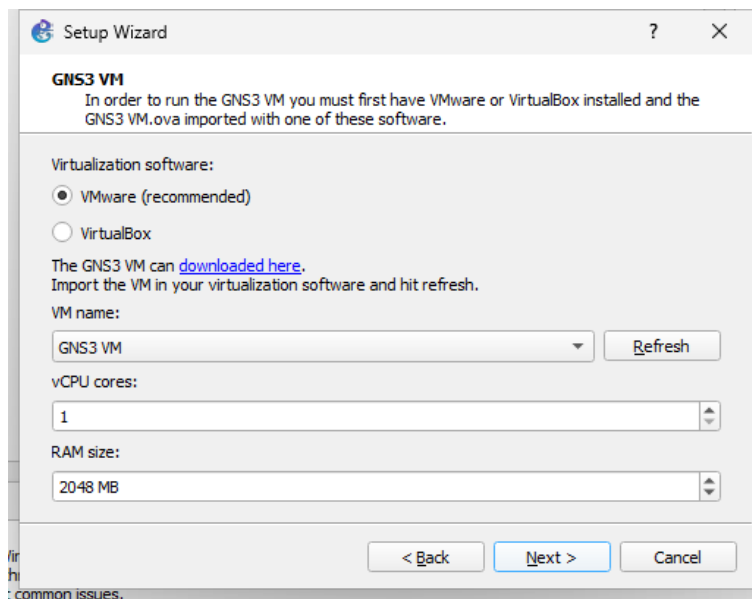 Setup Wizard
GNS3 VM
In order to run the GNS3 VM you must first have VMware or VirtualBox installed and the
GNS3 VM.ova imported with one of these software.
Virtualization software:
VMware (recommended)
VirtualBox
The GNS3 VM can downloaded here.
Import the VM in your virtualization software and hit refresh.
VM name:
GNS3 VM
Refresh
vCPU cores:
1
RAM size:
2048 MB
< Back
Next >
Cancel
common issues.